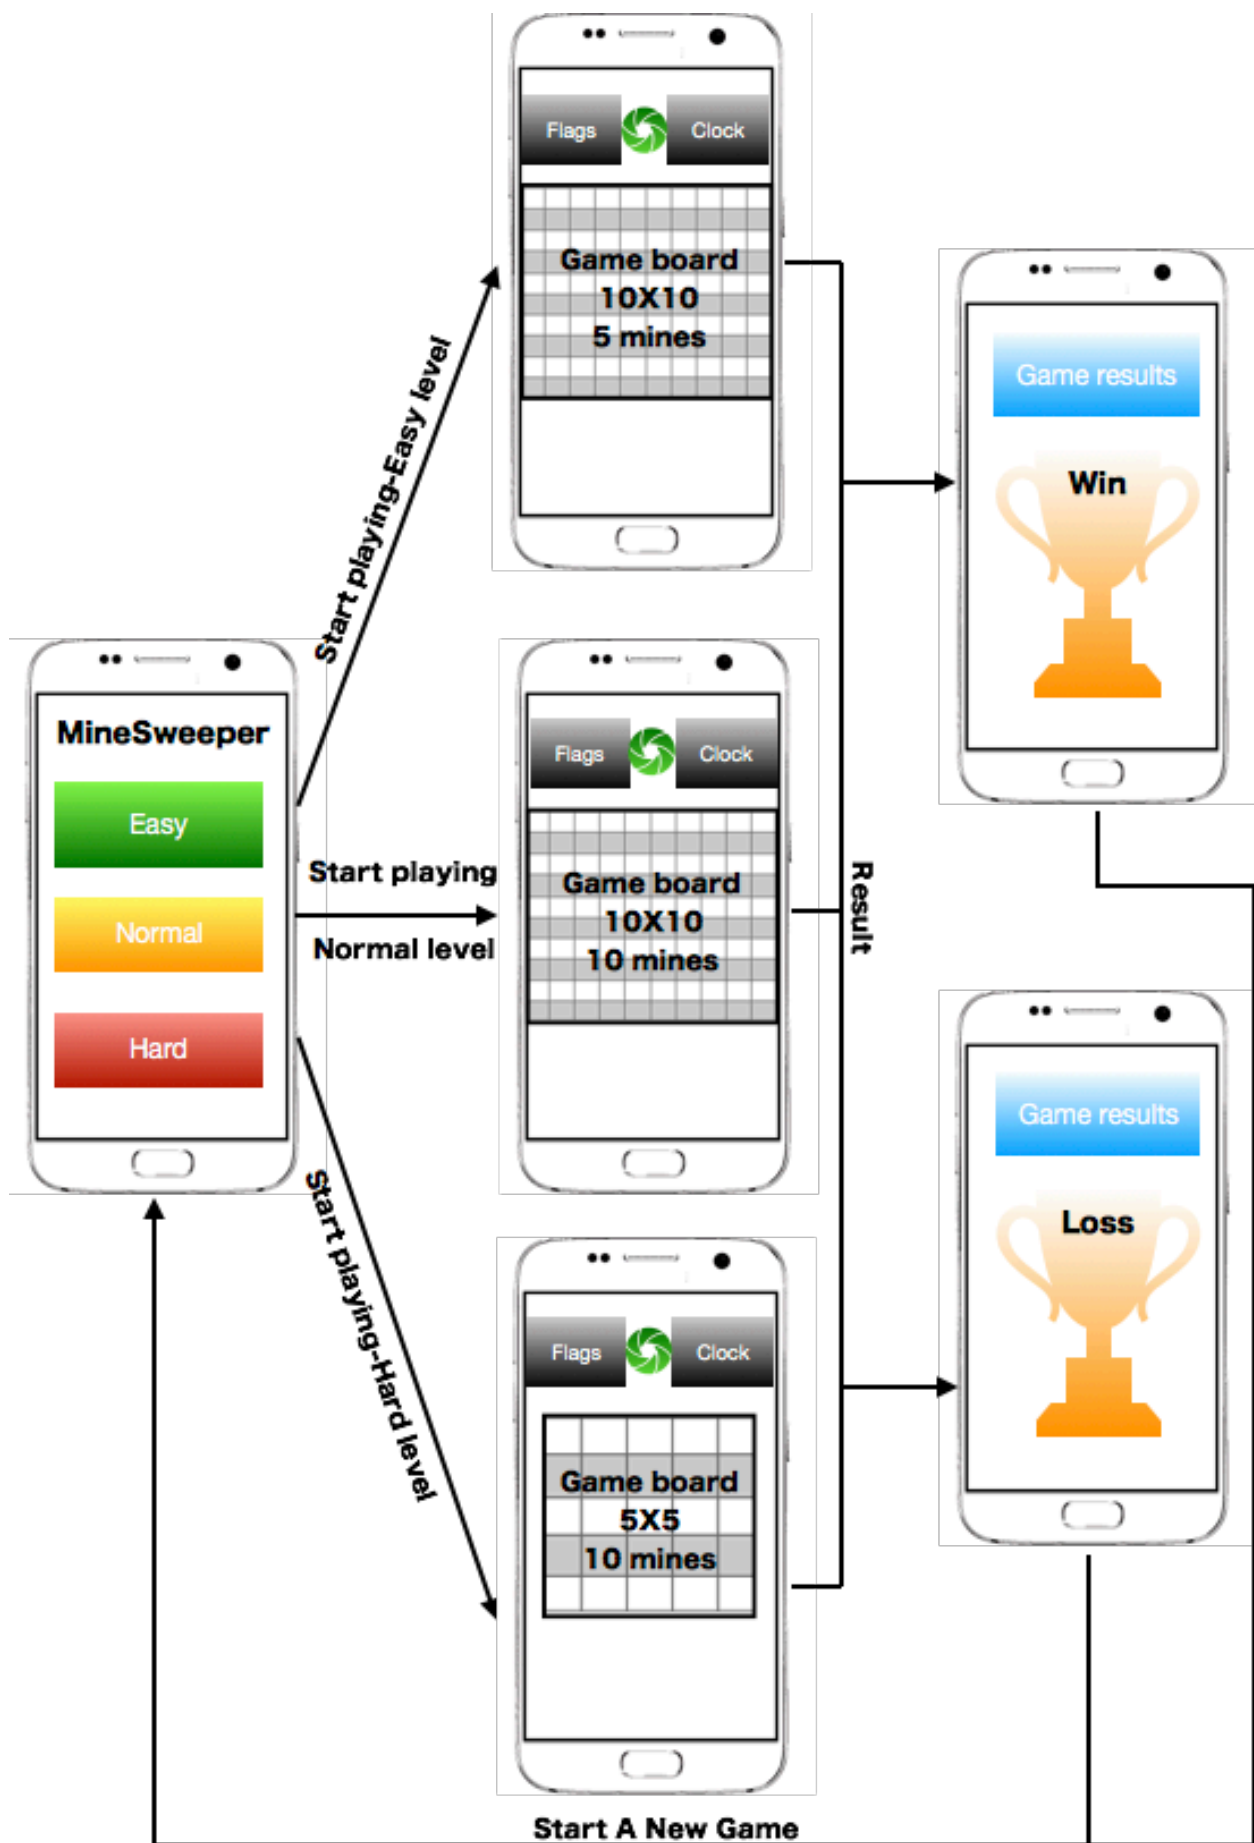 Flags
Clock
Game board
10X10
5 mines
Start playing-Easy level
Game results
Win
MineSweeper
Easy
Normal
Hard
Start playing
Normal level
Flags
Clock
Game board
10X10
10 mines
Result
Start playing-Hard level
Flags
Clock
Game board
5X5
10 mines
Game results
Loss
Start A New Game